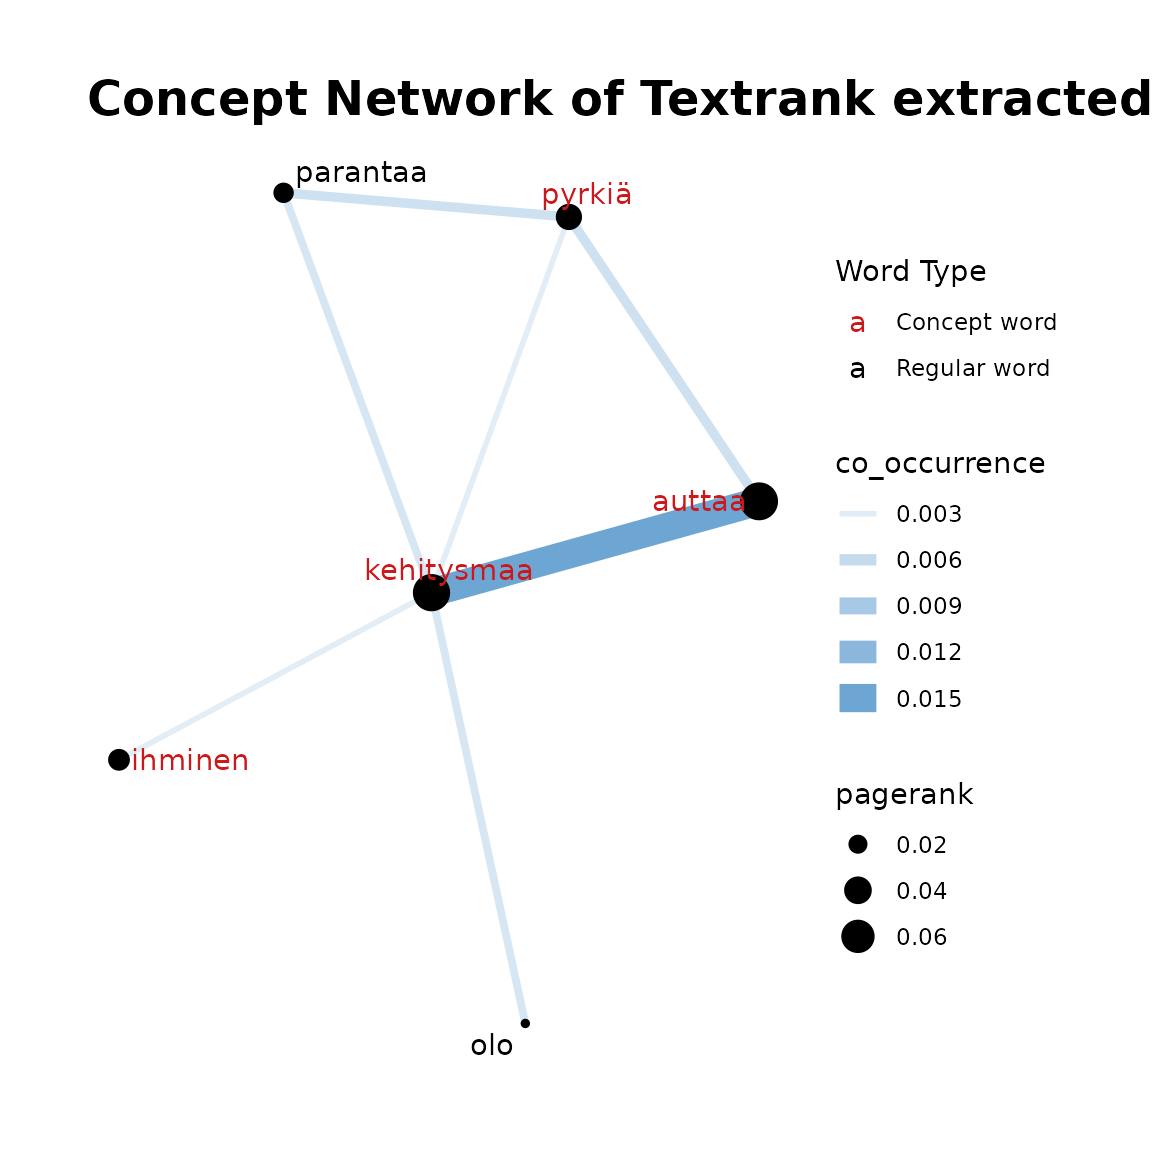 Concept Network of Textrank extracted
parantaa
pyrkiä
auttaa
kehitysmaa
ihminen
olo
Word Type
a Concept word
a Regular word
co_occurrence
0.003
0.006
0.009
0.012
0.015
pagerank
0.02
0.04
0.06